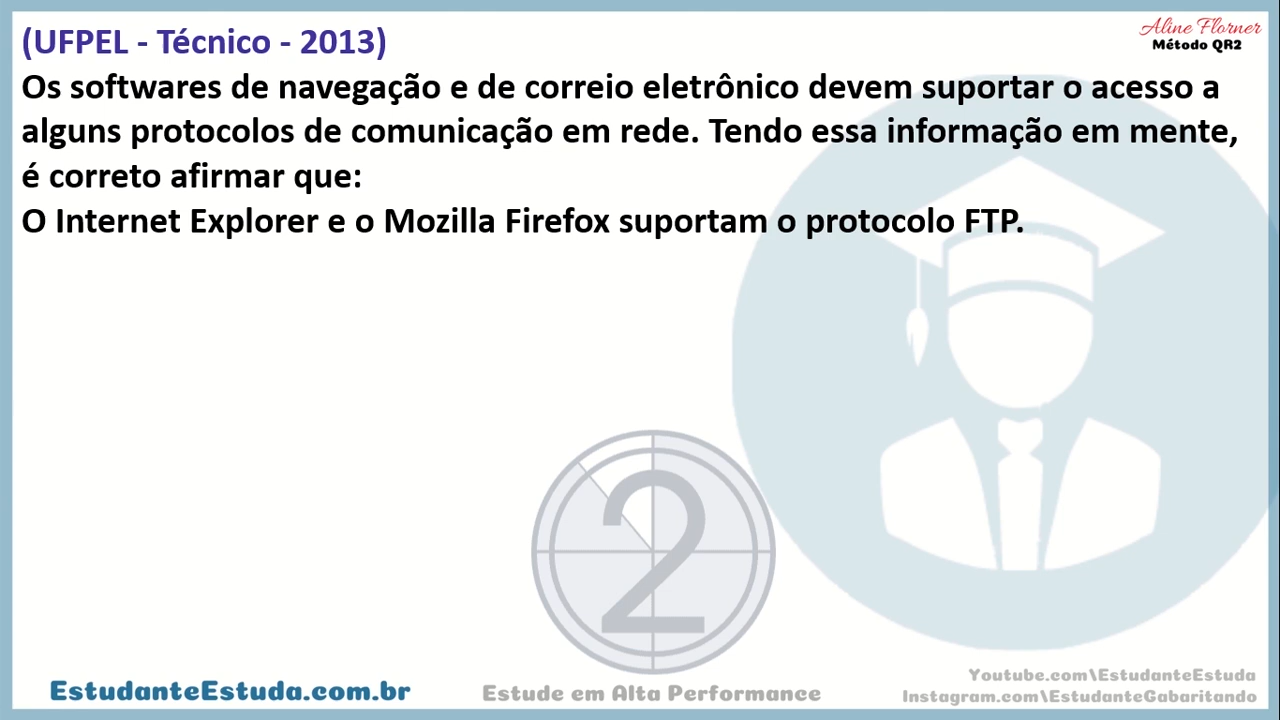 (UFPEL - Técnico - 2013)
Aline Florner
Método QR2
Os softwares de navegação e de correio eletrônico devem suportar o acesso a
alguns protocolos de comunicação em rede. Tendo essa informação em mente,
é correto afirmar que:
O Internet Explorer e o Mozilla Firefox suportam o protocolo FTP.
2
EstudanteEstuda.com.br
Estude em Alta Performance
Youtube.com\EstudanteEstuda
Instagram.com\EstudanteGabaritando